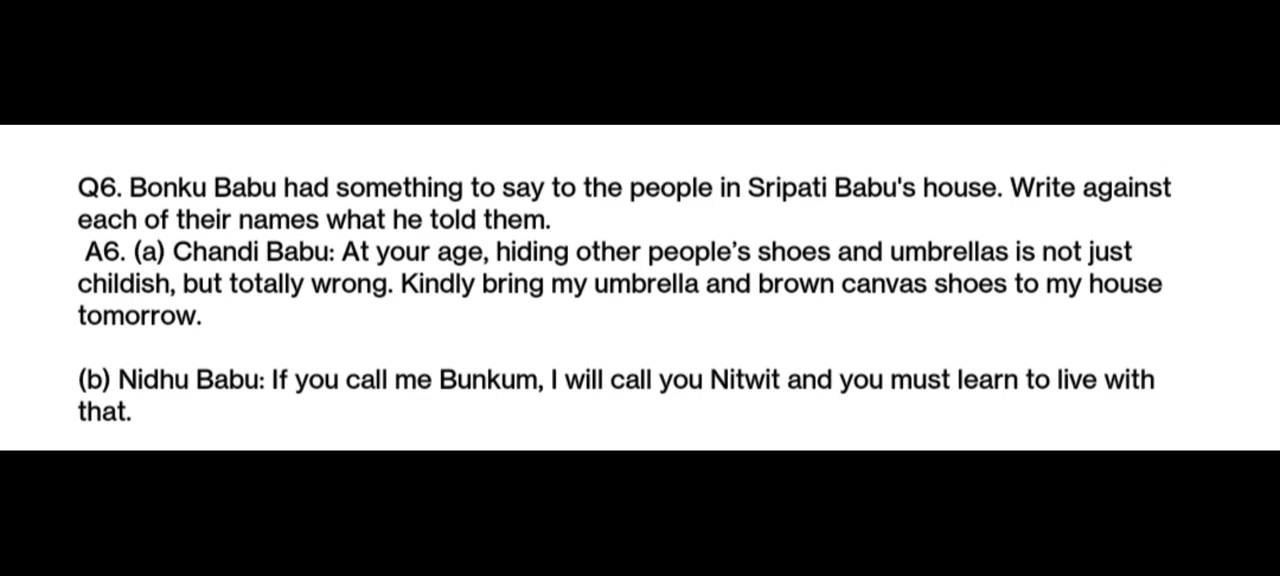 Q6. Bonku Babu had something to say to the people in Sripati Babu's house. Write against
each of their names what he told them.
A6. (a) Chandi Babu: At your age, hiding other people’s shoes and umbrellas is not just
childish, but totally wrong. Kindly bring my umbrella and brown canvas shoes to my house
tomorrow.
(b) Nidhu Babu: If you call me Bunkum, I will call you Nitwit and you must learn to live with
that.